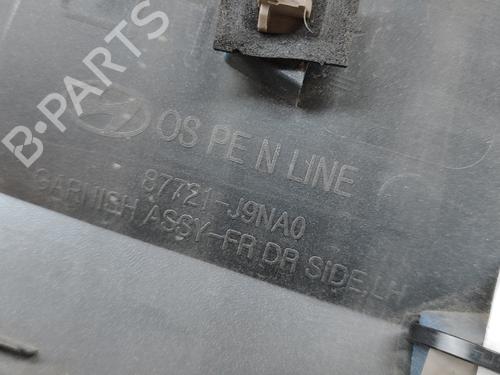 B-PARTS
OS PE N LINE
87721-J9NA0
GARNISH ASSY-FR DR SIDE,LH